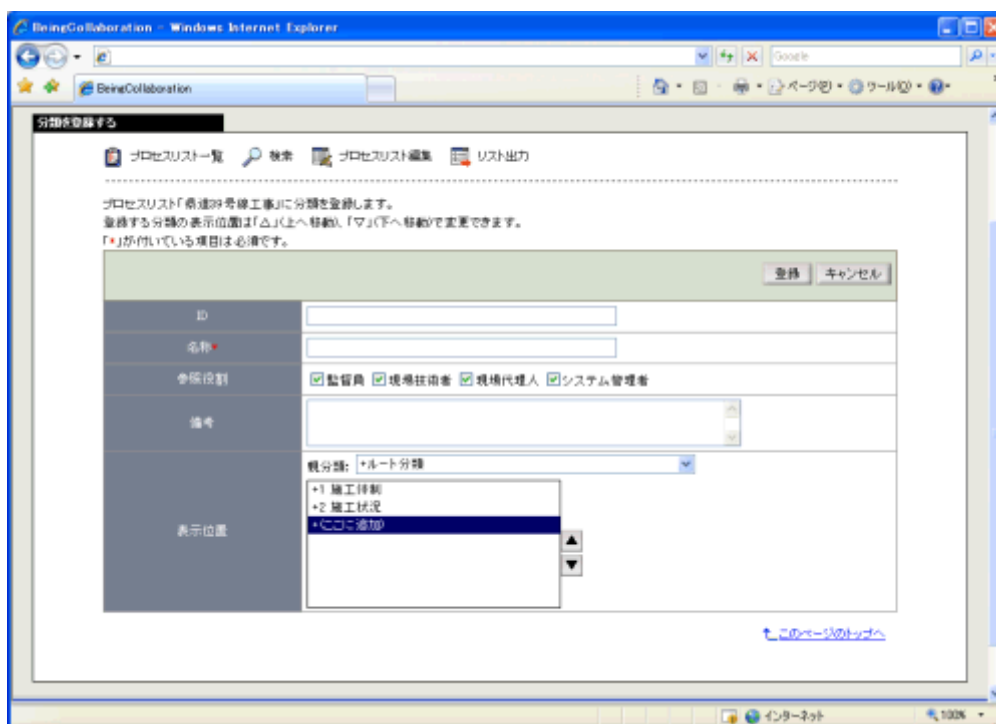 BeingCollaboration - Windows Internet Explorer
Google
BeingCollaboration
ページ(P) ツール(O)
分類を登録する
プロセスリスト一覧 検索 プロセスリスト編集 リスト出力
プロセスリスト「県道39号線工事」に分類を登録します。
登録する分類の表示位置は「△」(上へ移動)、「▽」(下へ移動)で変更できます。
「*」が付いている項目は必須です。
登録 キャンセル
ID
名称*
参照役割 監督員 現場技術者 現場代理人 システム管理者
備考
親分類: +ルート分類
+1 施工体制
+2 施工状況
+(ここに追加)
表示位置
▲
▼
↑このページのトップへ
インターネット 100%